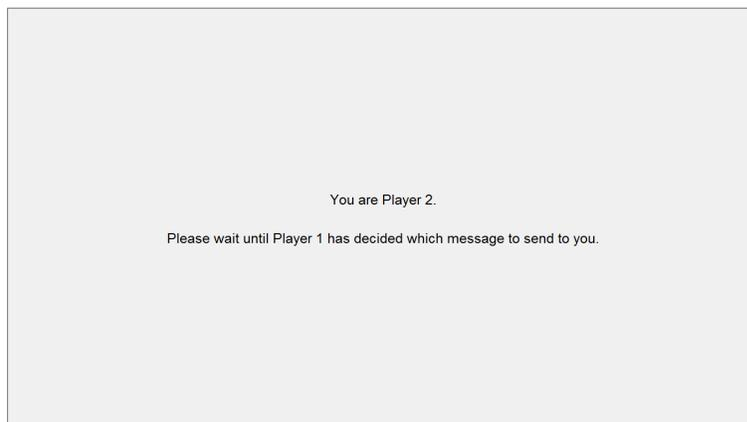 You are Player 2.
Please wait until Player 1 has decided which message to send to you.